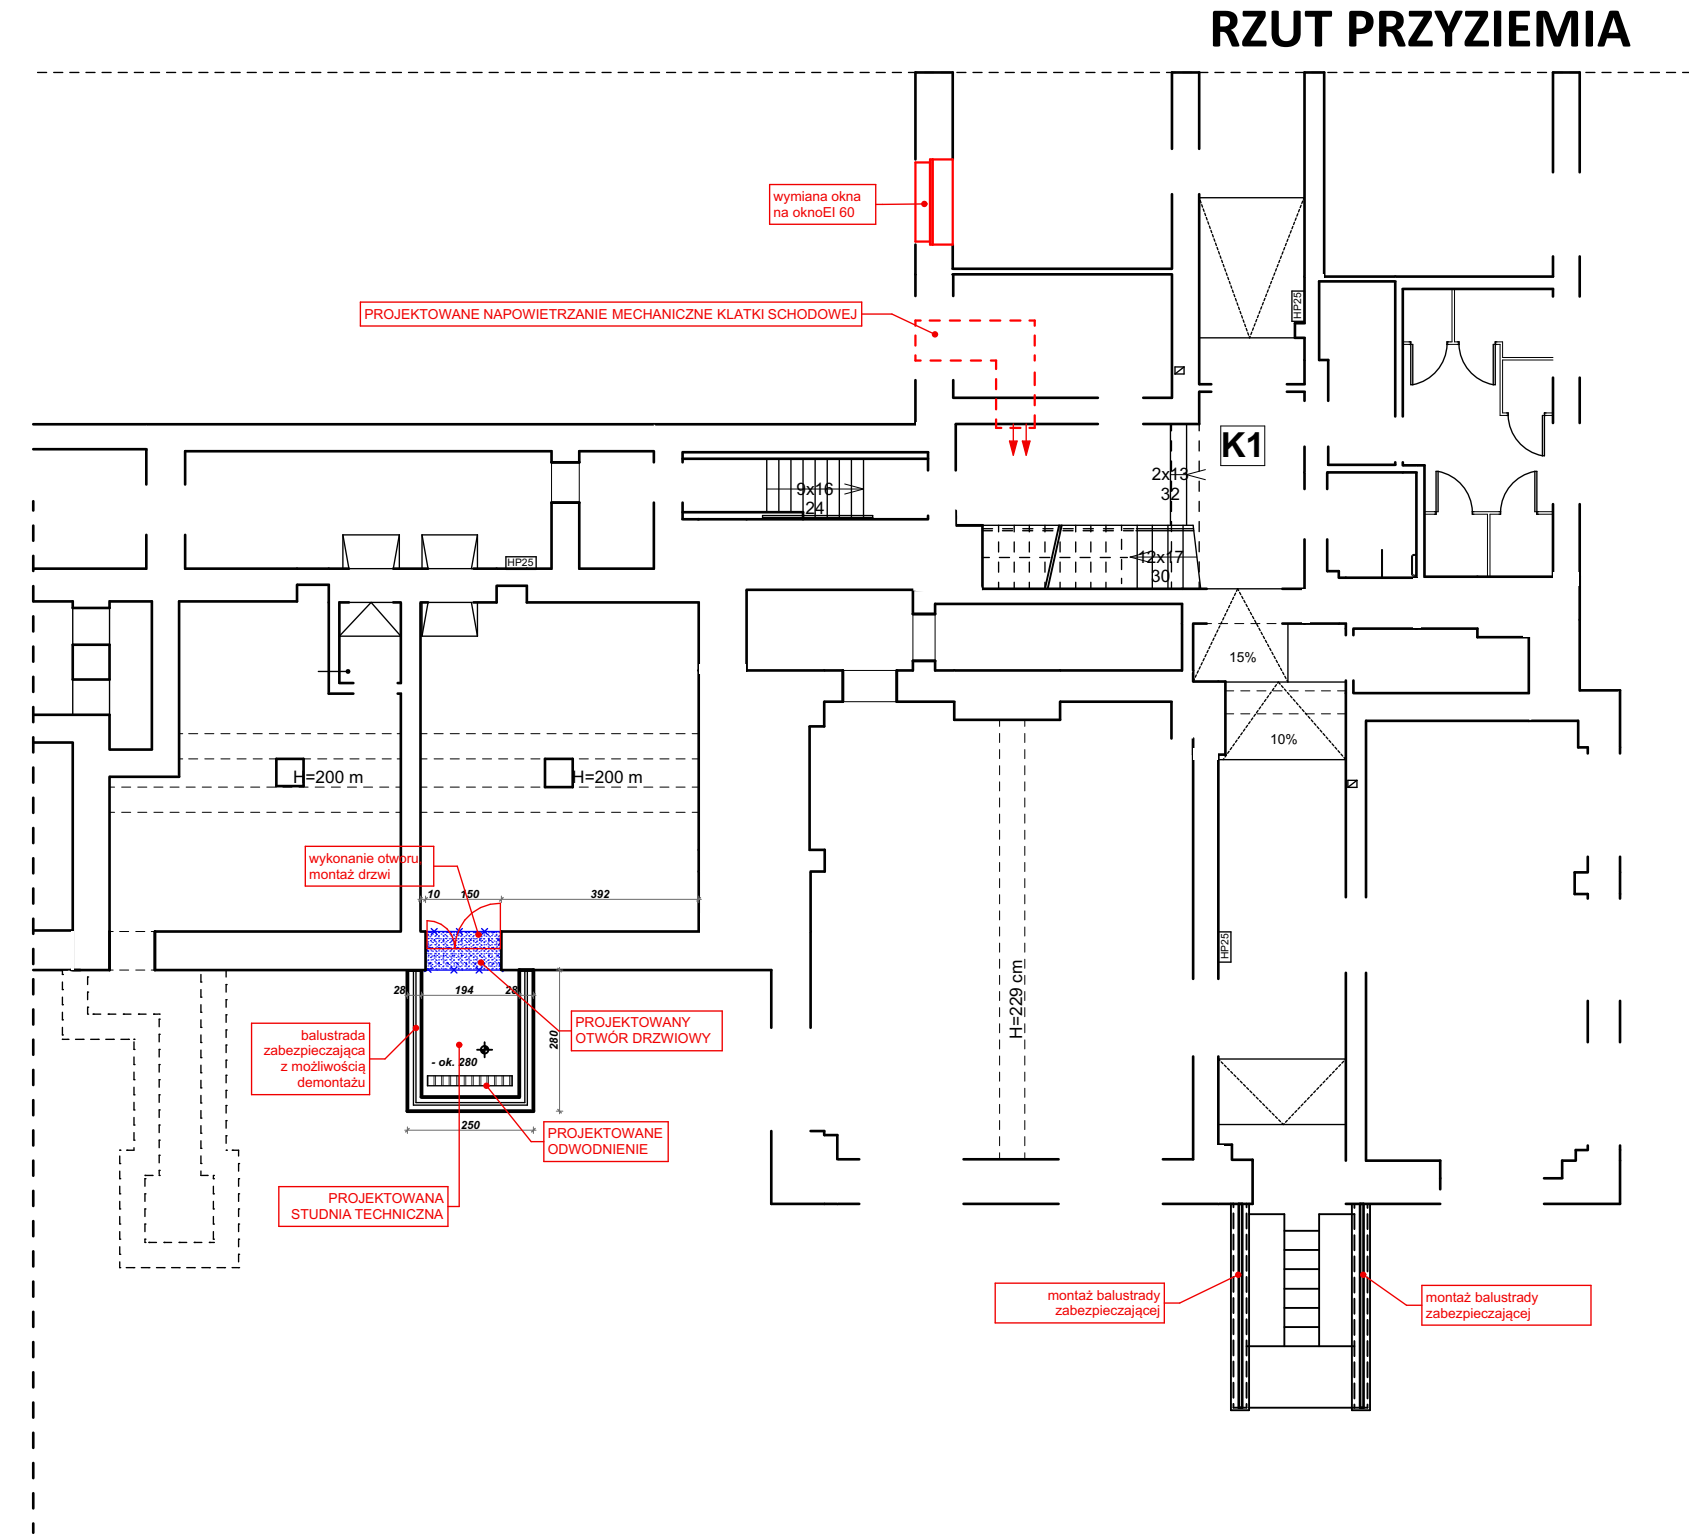 RZUT PRZYZIEMIA
wymiana okna
na oknoEI 60
PROJEKTOWANE NAPOWIETRZANIE MECHANICZNE KLATKI SCHODOWEJ
HP25
K1
2x13
32
9x16
24
12x17
30
HP25
15%
10%
H=200 m
H=200 m
wykonanie otworu,
montaż drzwi
10
150
392
HP25
H=229 cm
28
194
28
280
- ok. 280
250
balustrada
zabezpieczająca
z możliwością
demontażu
PROJEKTOWANY
OTWÓR DRZWIOWY
PROJEKTOWANE
ODWODNIENIE
PROJEKTOWANA
STUDNIA TECHNICZNA
montaż balustrady
zabezpieczającej
montaż balustrady
zabezpieczającej